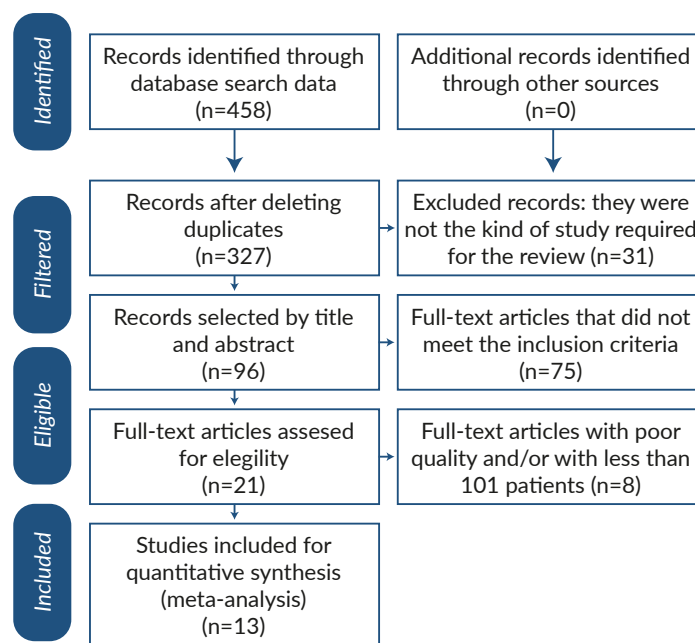 Identified
Records identified through
database search data
(n=458)
Additional records identified
through other sources
(n=0)
Filtered
Records after deleting
duplicates
(n=327)
Excluded records: they were
not the kind of study required
for the review (n=31)
Records selected by title
and abstract
(n=96)
Full-text articles that did not
meet the inclusion criteria
(n=75)
Eligible
Full-text articles assesed
for elegility
(n=21)
Full-text articles with poor
quality and/or with less than
101 patients (n=8)
Included
Studies included for
quantitative synthesis
(meta-analysis)
(n=13)